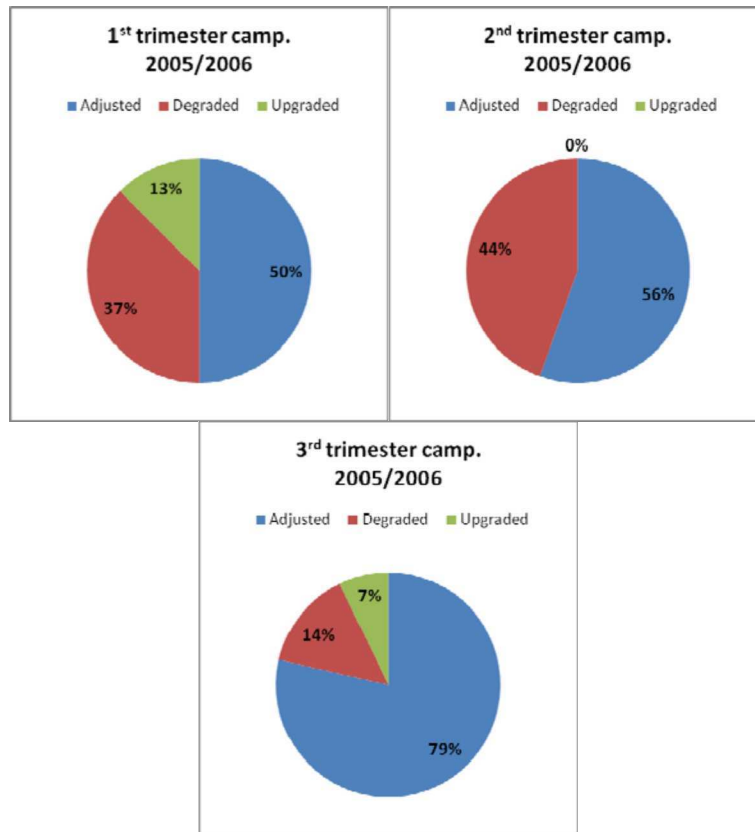 1st trimester camp.
2005/2006
Adjusted Degraded Upgraded
13%
50%
37%
2nd trimester camp.
2005/2006
Adjusted Degraded Upgraded
0%
44%
56%
3rd trimester camp.
2005/2006
Adjusted Degraded Upgraded
7%
14%
79%